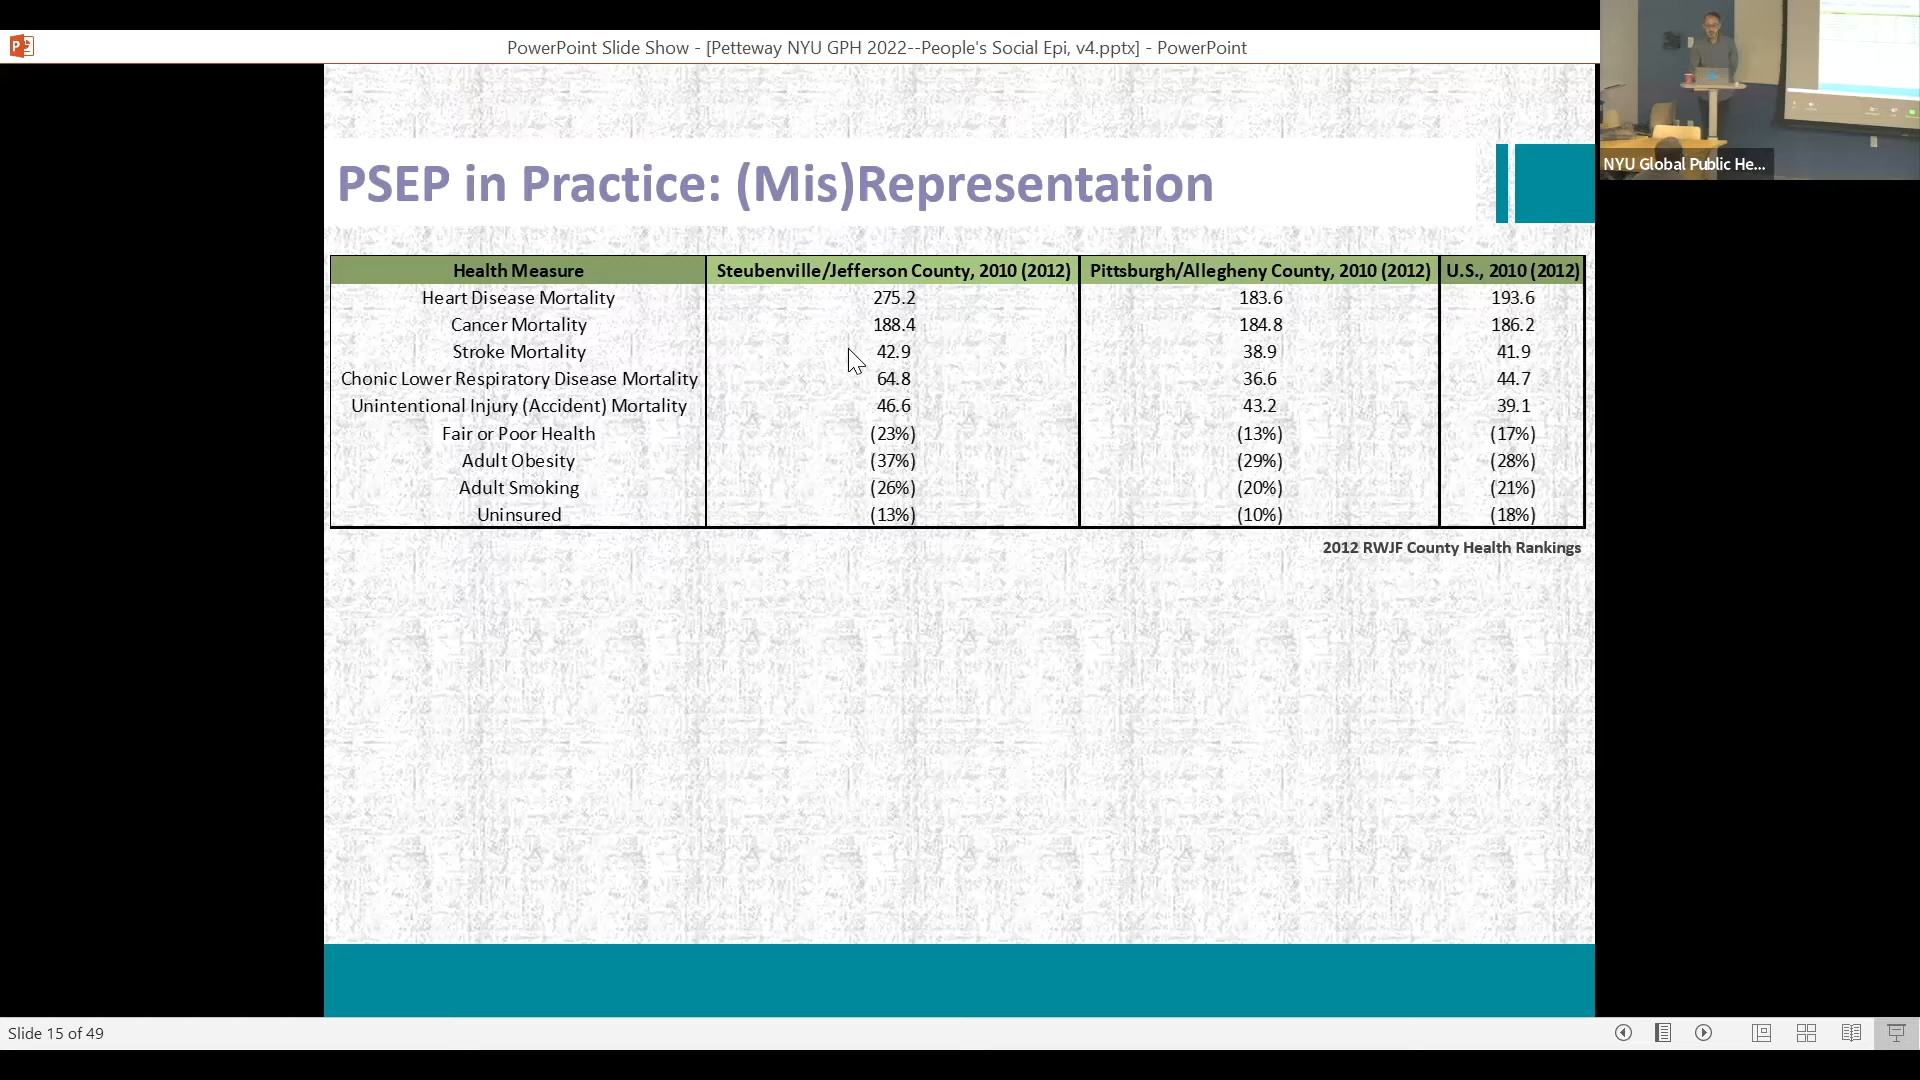 PowerPoint Slide Show - [Petteway NYU GPH 2022--People's Social Epi, v4.pptx] - PowerPoint
NYU Global Public He...
PSEP in Practice: (Mis)Representation
Health Measure Steubenville/Jefferson County, 2010 (2012) Pittsburgh/Allegheny County, 2010 (2012) U.S., 2010 (2012)
Heart Disease Mortality 275.2 183.6 193.6
Cancer Mortality 188.4 184.8 186.2
Stroke Mortality 42.9 38.9 41.9
Chonic Lower Respiratory Disease Mortality 64.8 36.6 44.7
Unintentional Injury (Accident) Mortality 46.6 43.2 39.1
Fair or Poor Health (23%) (13%) (17%)
Adult Obesity (37%) (29%) (28%)
Adult Smoking (26%) (20%) (21%)
Uninsured (13%) (10%) (18%)
2012 RWJF County Health Rankings
Slide 15 of 49